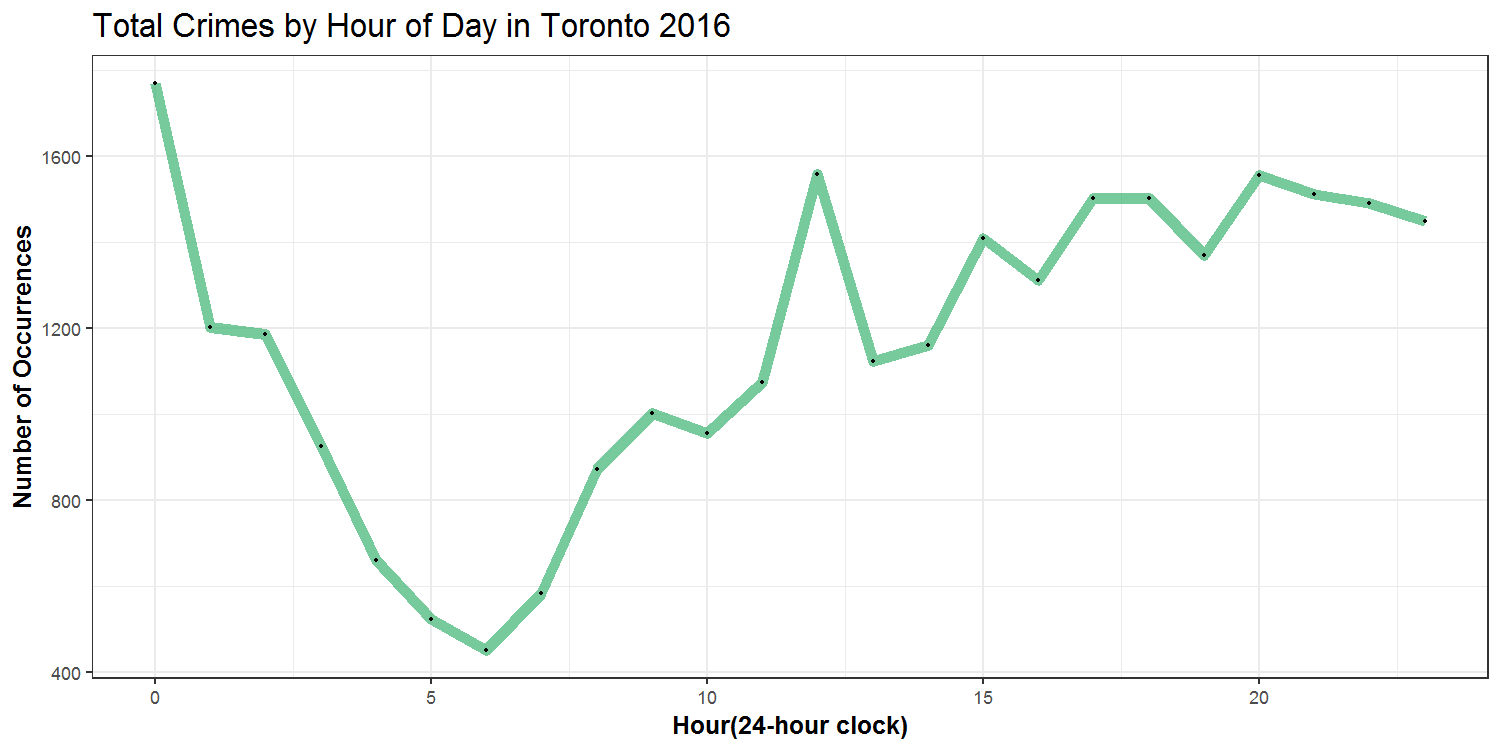 Total Crimes by Hour of Day in Toronto 2016
1600
1200
800
400
Number of Occurrences
0 5 10 15 20
Hour(24-hour clock)